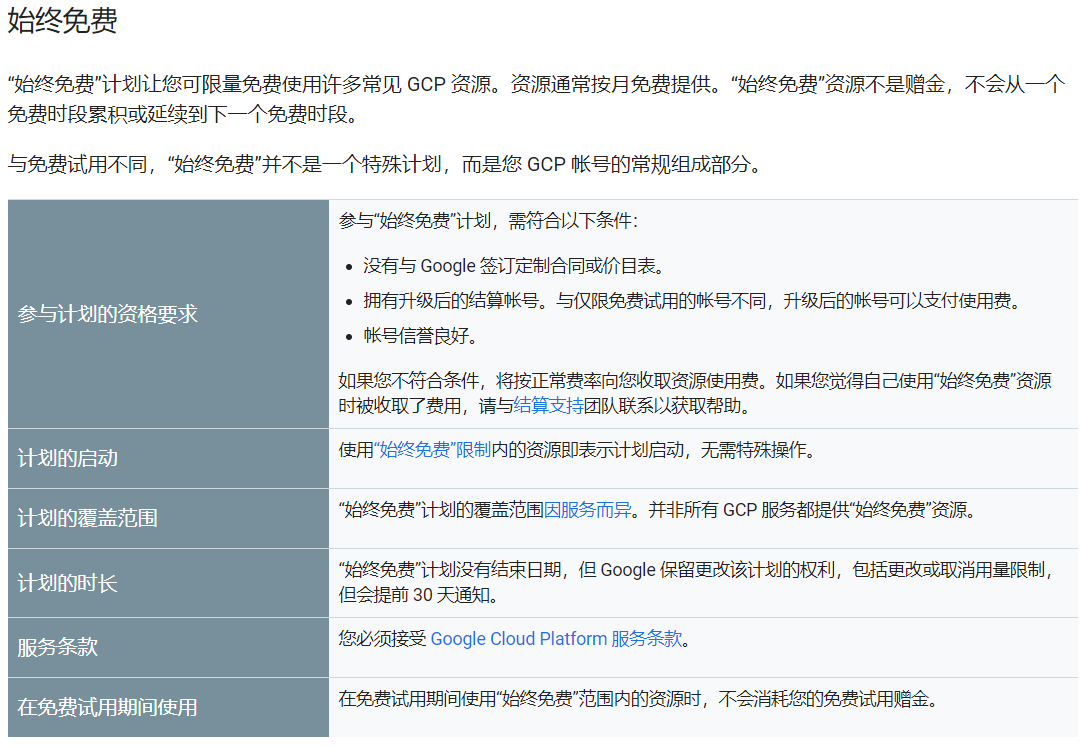 始终免费
“始终免费”计划让您可限量免费使用许多常见 GCP 资源。资源通常按月免费提供。“始终免费”资源不是赠金，不会从一个
免费时段累积或延续到下一个免费时段。
与免费试用不同，“始终免费”并不是一个特殊计划，而是您 GCP 帐号的常规组成部分。
参与计划的资格要求
参与“始终免费”计划，需符合以下条件：
• 没有与 Google 签订定制合同或价目表。
• 拥有升级后的结算帐号。与仅限免费试用的帐号不同，升级后的帐号可以支付使用费。
• 帐号信誉良好。
如果您不符合条件，将按正常费率向您收取资源使用费。如果您觉得自己使用“始终免费”资源
时被收取了费用，请与结算支持团队联系以获取帮助。
计划的启动
使用“始终免费”限制内的资源即表示计划启动，无需特殊操作。
计划的覆盖范围
“始终免费”计划的覆盖范围因服务而异。并非所有 GCP 服务都提供“始终免费”资源。
计划的时长
“始终免费”计划没有结束日期，但 Google 保留更改该计划的权利，包括更改或取消用量限制，
但会提前 30 天通知。
服务条款
您必须接受 Google Cloud Platform 服务条款。
在免费试用期间使用
在免费试用期间使用“始终免费”范围内的资源时，不会消耗您的免费试用赠金。